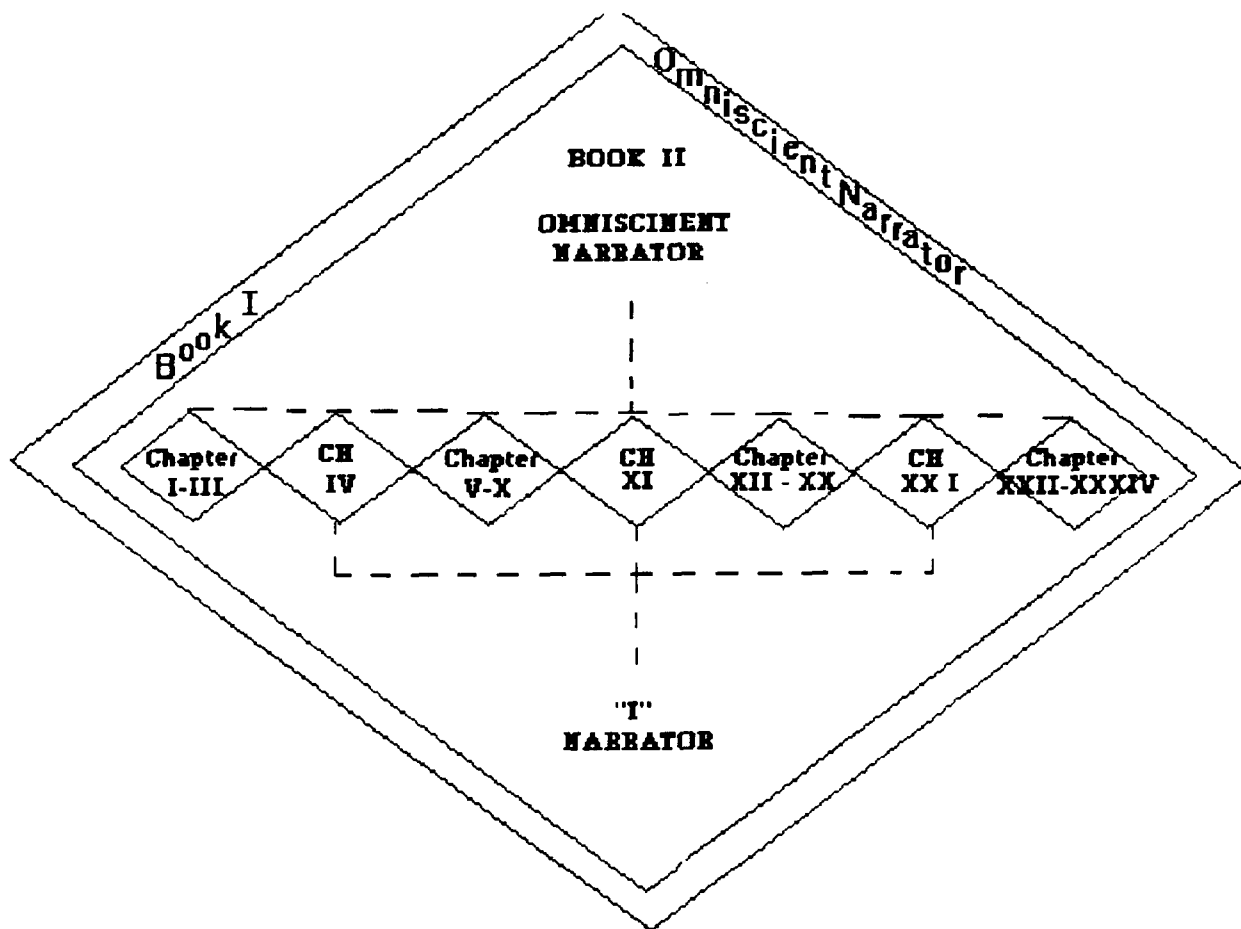 Omniscient Narrator
Book I
BOOK II
OMNISCINENT
NARRATOR
Chapter
I-III
CH
IV
Chapter
V-X
CH
XI
Chapter
XII - XX
CH
XX I
Chapter
XXII-XXXIV
"I"
NARRATOR